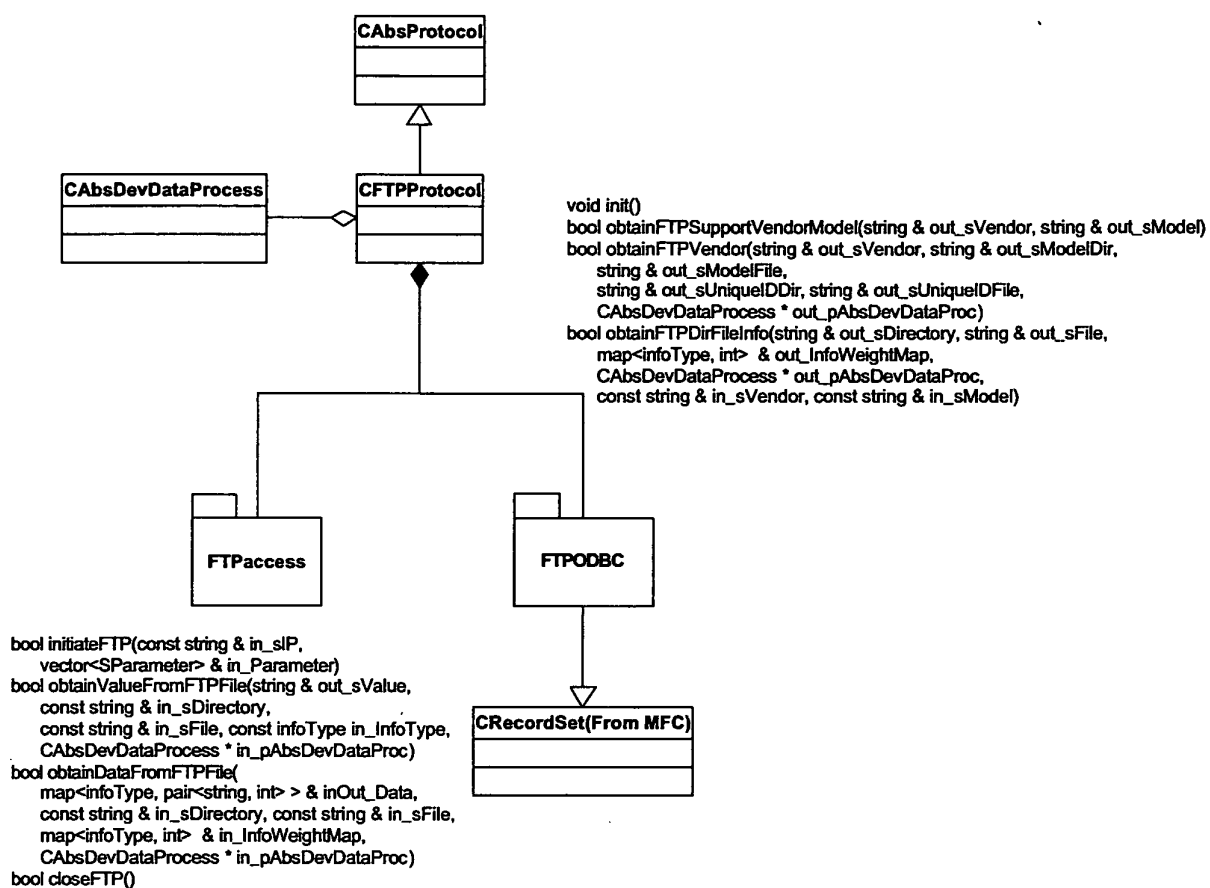 CAbsProtocol
CAbsDevDataProcess
CFTPProtocol
void init()
bool obtainFTPSupportVendorModel(string & out_sVendor, string & out_sModel)
bool obtainFTPVendor(string & out_sVendor, string & out_sModelDir,
string & out_sModelFile,
string & out_sUniqueIDDir, string & out_sUniqueIDFile,
CAbsDevDataProcess * out_pAbsDevDataProc)
bool obtainFTPDirFileInfo(string & out_sDirectory, string & out_sFile,
map<infoType, int> & out_InfoWeightMap,
CAbsDevDataProcess * out_pAbsDevDataProc,
const string & in_sVendor, const string & in_sModel)
FTPaccess
FTPODBC
bool initiateFTP(const string & in_sIP,
vector<SParameter> & in_Parameter)
bool obtainValueFromFTPFile(string & out_sValue,
const string & in_sDirectory,
const string & in_sFile, const infoType in_InfoType,
CAbsDevDataProcess * in_pAbsDevDataProc)
bool obtainDataFromFTPFile(
map<infoType, pair<string, int> > & inOut_Data,
const string & in_sDirectory, const string & in_sFile,
map<infoType, int> & in_InfoWeightMap,
CAbsDevDataProcess * in_pAbsDevDataProc)
bool closeFTP()
CRecordSet(From MFC)